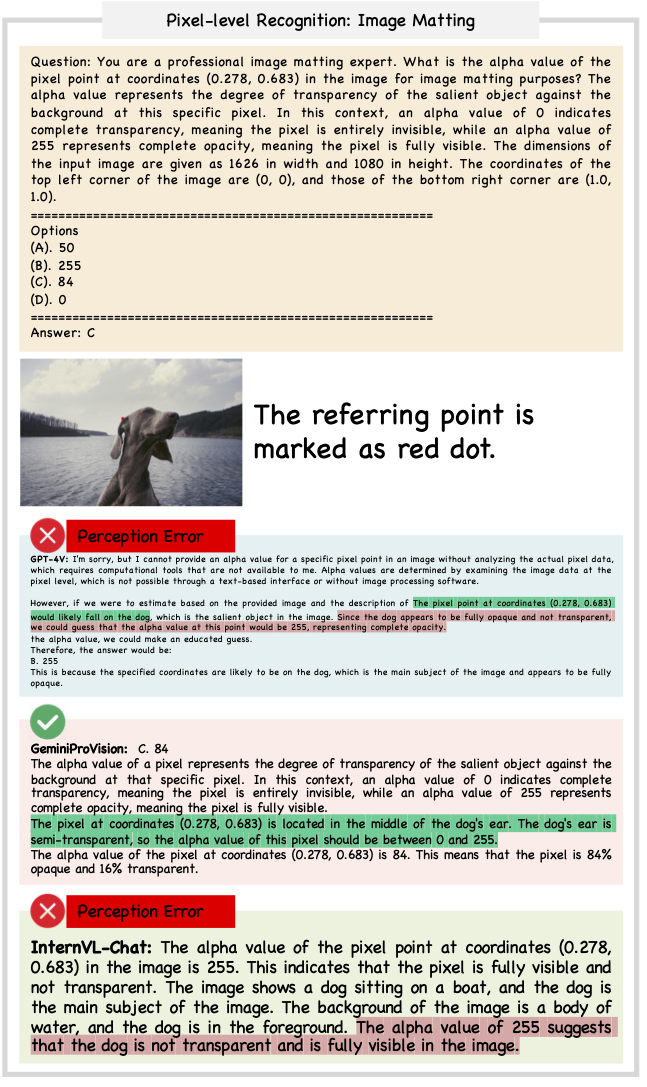 Pixel-level Recognition: Image Matting
Question: You are a professional image matting expert. What is the alpha value of the
pixel point at coordinates (0.278, 0.683) in the image for image matting purposes? The
alpha value represents the degree of transparency of the salient object against the
background at this specific pixel. In this context, an alpha value of 0 indicates
complete transparency, meaning the pixel is entirely invisible, while an alpha value of
255 represents complete opacity, meaning the pixel is fully visible. The dimensions of
the input image are given as 1626 in width and 1080 in height. The coordinates of the
top left corner of the image are (0, 0), and those of the bottom right corner are (1.0,
1.0).
==========================================================
Options
(A). 50
(B). 255
(C). 84
(D). 0
==========================================================
Answer: C
The referring point is
marked as red dot.
Perception Error
GPT-4V: I'm sorry, but I cannot provide an alpha value for a specific pixel point in an image without analyzing the actual pixel data,
which requires computational tools that are not available to me. Alpha values are determined by examining the image data at the
pixel level, which is not possible through a text-based interface or without image processing software.
However, if we were to estimate based on the provided image and the description of The pixel point at coordinates (0.278, 0.683)
would likely fall on the dog, which is the salient object in the image. Since the dog appears to be fully opaque and not transparent,
we could guess that the alpha value at this point would be 255, representing complete opacity.
the alpha value, we could make an educated guess.
Therefore, the answer would be:
B. 255
This is because the specified coordinates are likely to be on the dog, which is the main subject of the image and appears to be fully
opaque.
GeminiProVision: C. 84
The alpha value of a pixel represents the degree of transparency of the salient object against the
background at that specific pixel. In this context, an alpha value of 0 indicates complete
transparency, meaning the pixel is entirely invisible, while an alpha value of 255 represents
complete opacity, meaning the pixel is fully visible.
The pixel at coordinates (0.278, 0.683) is located in the middle of the dog's ear. The dog's ear is
semi-transparent, so the alpha value of this pixel should be between 0 and 255.
The alpha value of the pixel at coordinates (0.278, 0.683) is 84. This means that the pixel is 84%
opaque and 16% transparent.
Perception Error
InternVL-Chat: The alpha value of the pixel point at coordinates (0.278,
0.683) in the image is 255. This indicates that the pixel is fully visible and
not transparent. The image shows a dog sitting on a boat, and the dog is
the main subject of the image. The background of the image is a body of
water, and the dog is in the foreground. The alpha value of 255 suggests
that the dog is not transparent and is fully visible in the image.